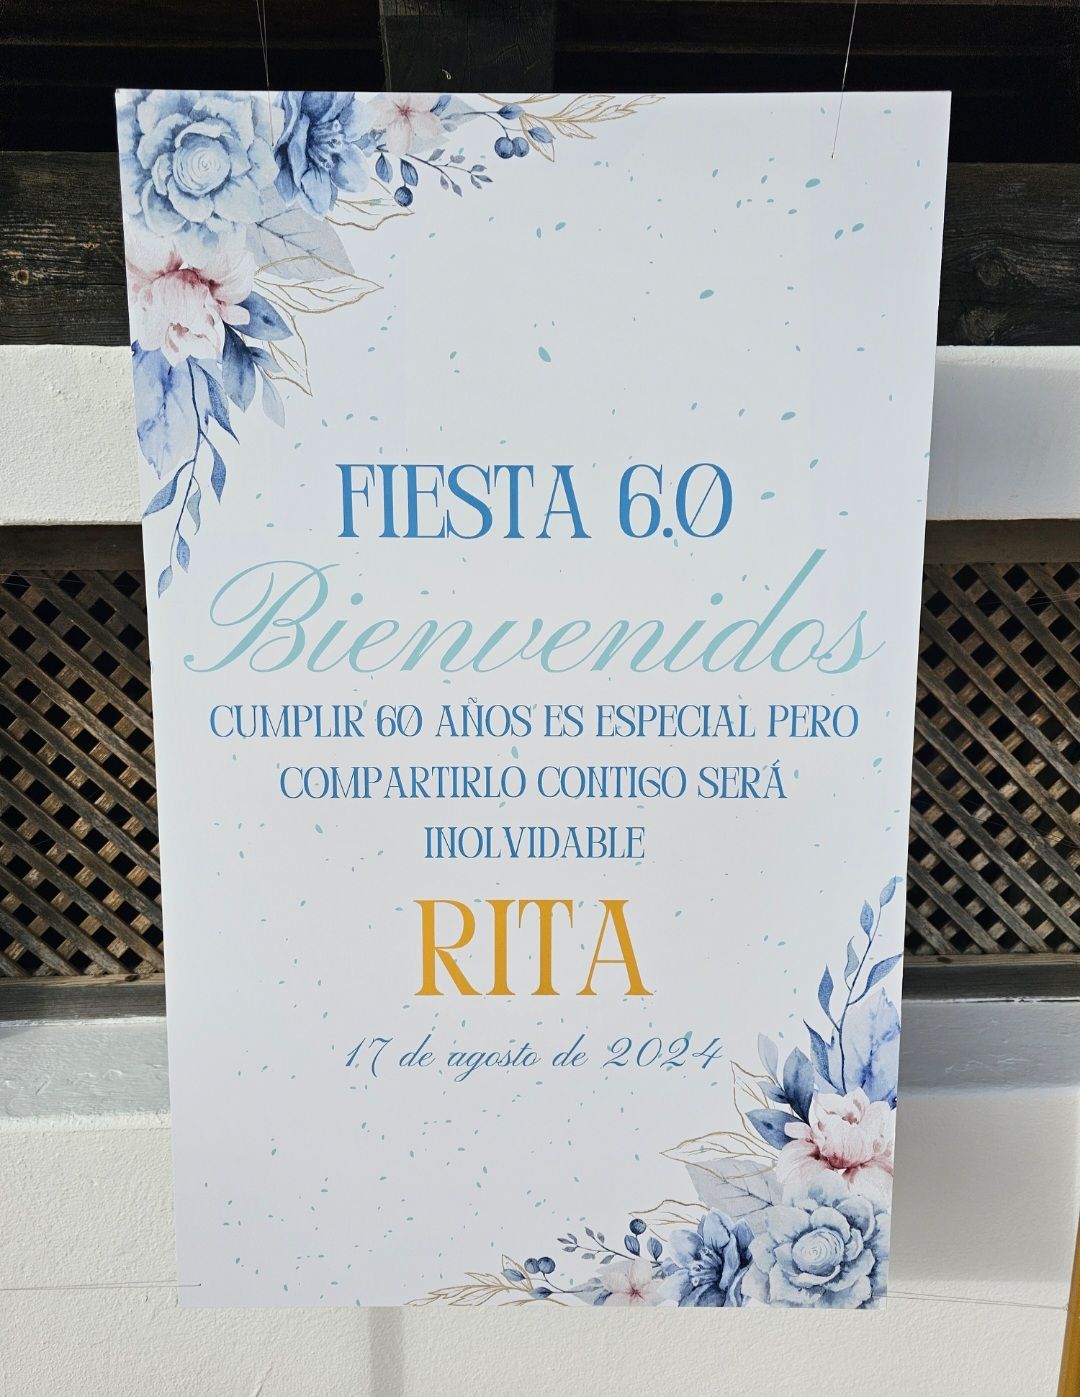 FIESTA 6.0
Bienvenidos
CUMPLIR 60 AÑOS ES ESPECIAL PERO
COMPARTIRLO CONTIGO SERÁ
INOLVIDABLE
RITA
17 de agosto de 2024